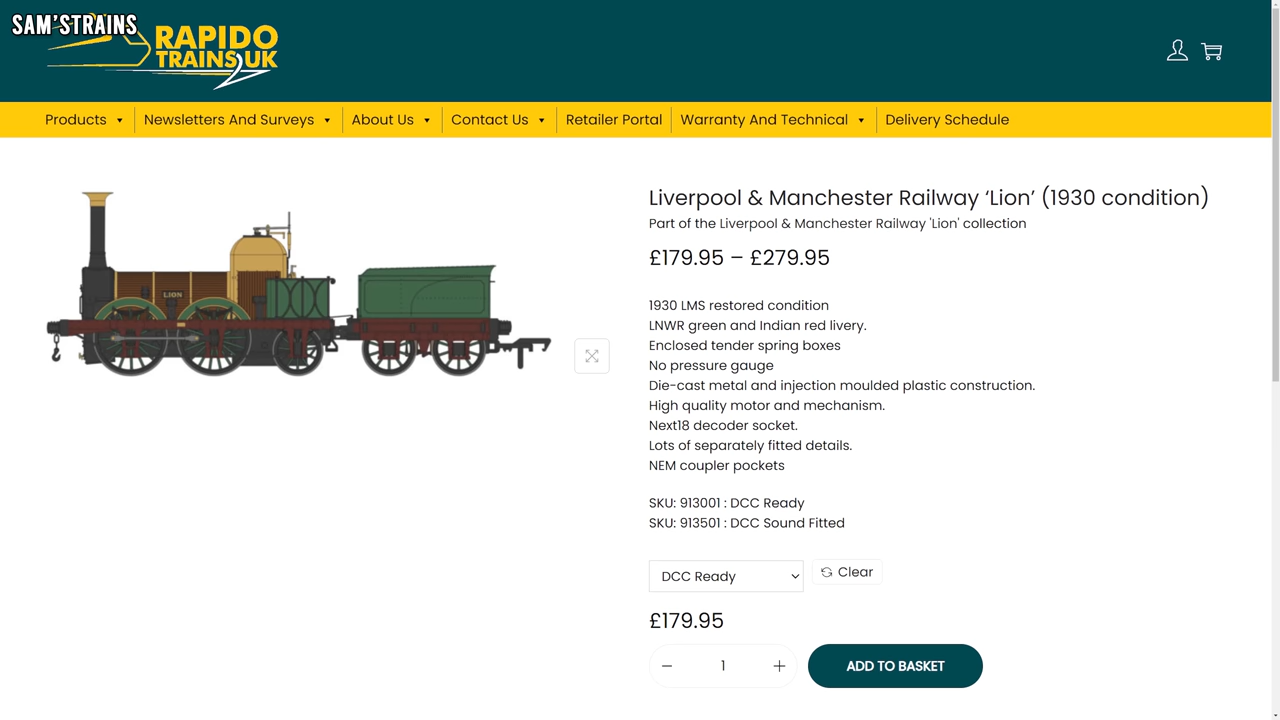 SAM'STRAINS
RAPIDO
TRAINS UK
Products
Newsletters And Surveys
About Us
Contact Us
Retailer Portal
Warranty And Technical
Delivery Schedule
LION
Liverpool & Manchester Railway ‘Lion’ (1930 condition)
Part of the Liverpool & Manchester Railway 'Lion' collection
£179.95 – £279.95
1930 LMS restored condition
LNWR green and Indian red livery.
Enclosed tender spring boxes
No pressure gauge
Die-cast metal and injection moulded plastic construction.
High quality motor and mechanism.
Next18 decoder socket.
Lots of separately fitted details.
NEM coupler pockets
SKU: 913001 : DCC Ready
SKU: 913501 : DCC Sound Fitted
DCC Ready
Clear
£179.95
1
ADD TO BASKET